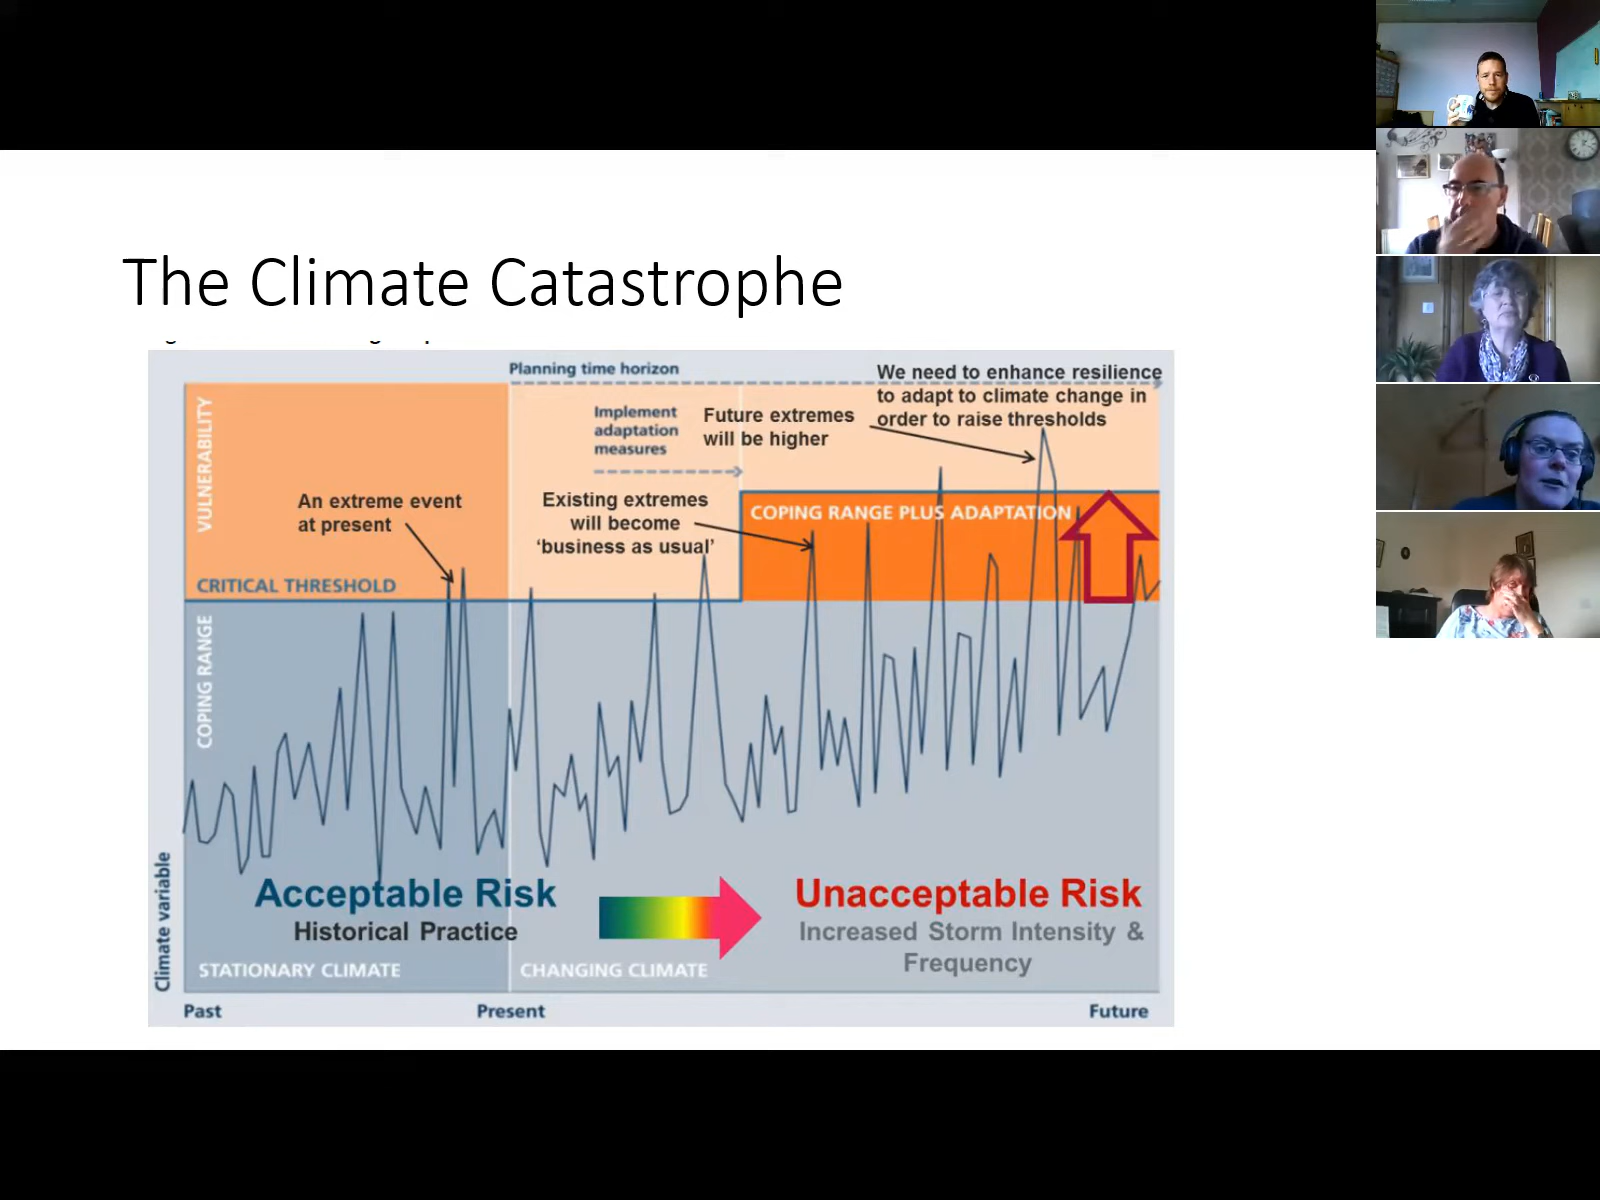 The Climate Catastrophe
Planning time horizon
We need to enhance resilience
to adapt to climate change in
order to raise thresholds
Implement
adaptation
measures
Future extremes
will be higher
VULNERABILITY
An extreme event
at present
Existing extremes
will become
‘business as usual’
COPING RANGE PLUS ADAPTATION
CRITICAL THRESHOLD
COPING RANGE
Climate variable
Acceptable Risk
Historical Practice
Unacceptable Risk
Increased Storm Intensity &
Frequency
STATIONARY CLIMATE
CHANGING CLIMATE
Past
Present
Future